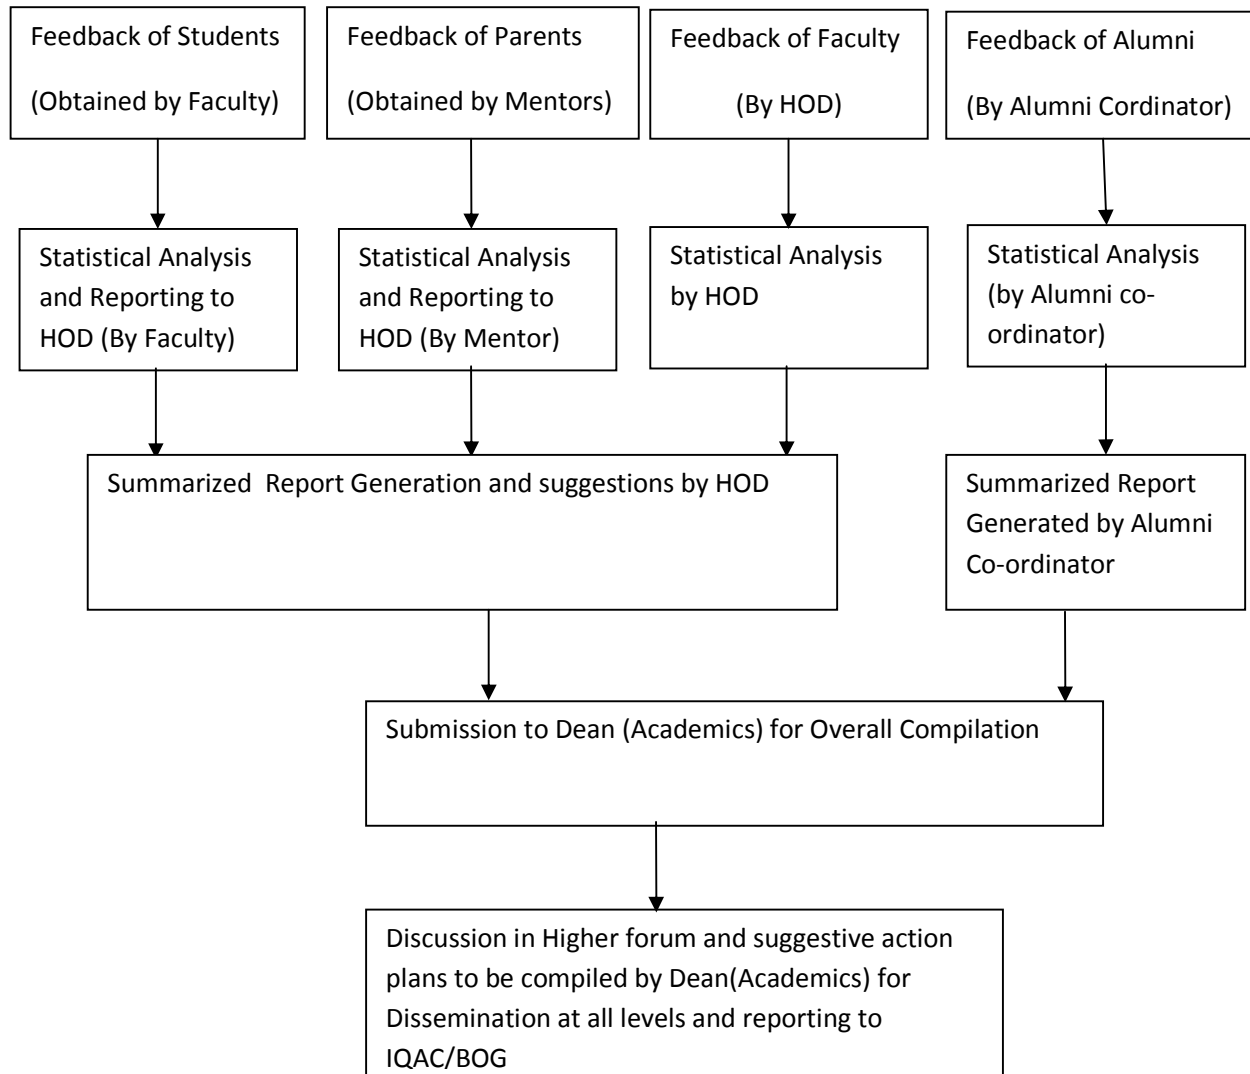 Feedback of Students
(Obtained by Faculty)
Feedback of Parents
(Obtained by Mentors)
Feedback of Faculty
(By HOD)
Feedback of Alumni
(By Alumni Cordinator)
Statistical Analysis
and Reporting to
HOD (By Faculty)
Statistical Analysis
and Reporting to
HOD (By Mentor)
Statistical Analysis
by HOD
Statistical Analysis
(by Alumni co-
ordinator)
Summarized  Report Generation and suggestions by HOD
Summarized Report
Generated by Alumni
Co-ordinator
Submission to Dean (Academics) for Overall Compilation
Discussion in Higher forum and suggestive action
plans to be compiled by Dean(Academics) for
Dissemination at all levels and reporting to
IQAC/BOG